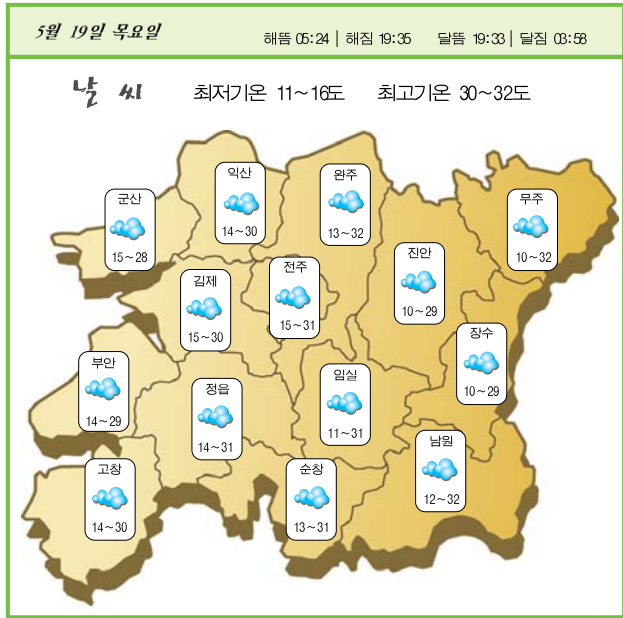 5월 19일 목요일
해뜸 05:24 | 해짐 19:35 달뜸 19:33 | 달짐 03:58
날 씨 최저기온 11~16도 최고기온 30~32도
군산
15~28
익산
14~30
완주
13~32
무주
10~32
김제
15~30
전주
15~31
진안
10~29
장수
10~29
부안
14~29
정읍
14~31
임실
11~31
남원
12~32
고창
14~30
순창
13~31